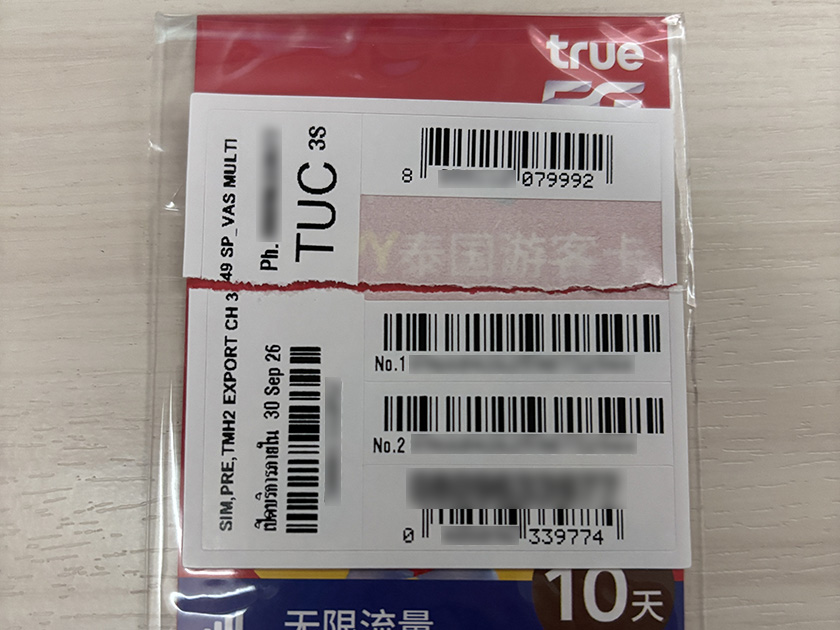 true
5G
SIM,PRE,TMH2 EXPORT CH 49 SP_VAS MULTI
Ph.
TUC 3S
8 079992
泰国游客卡
เปิดบริการภายใน 30 Sep 26
No.1
No.2
0 339774
无限流量
10天